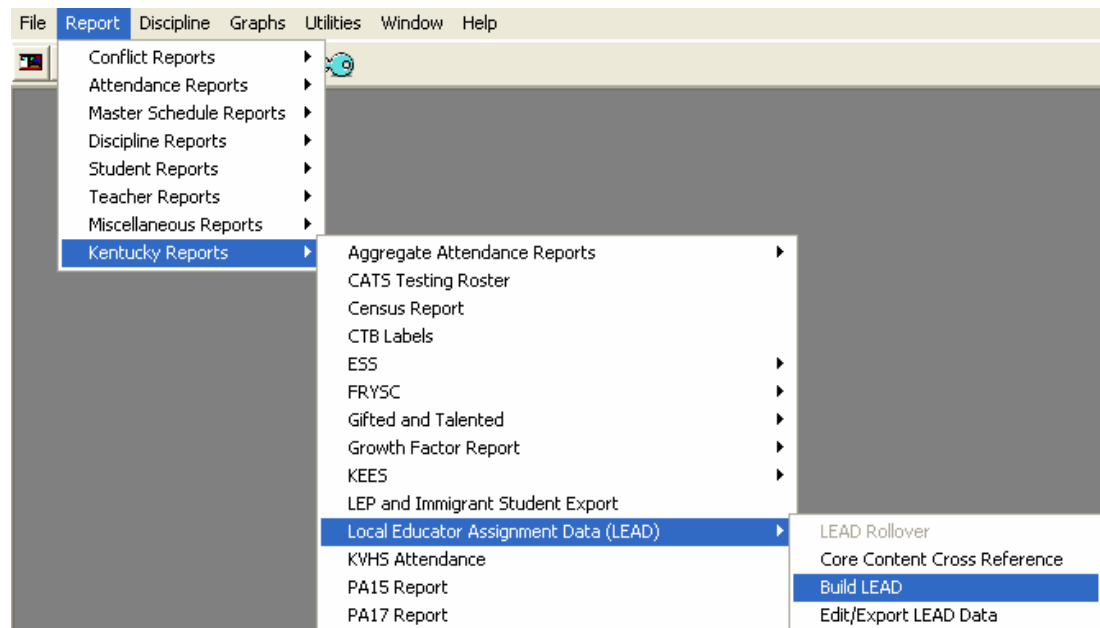 File Report Discipline Graphs Utilities Window Help
Conflict Reports
Attendance Reports
Master Schedule Reports
Discipline Reports
Student Reports
Teacher Reports
Miscellaneous Reports
Kentucky Reports
Aggregate Attendance Reports
CATS Testing Roster
Census Report
CTB Labels
ESS
FRYSC
Gifted and Talented
Growth Factor Report
KEES
LEP and Immigrant Student Export
Local Educator Assignment Data (LEAD)
KVHS Attendance
PA15 Report
PA17 Report
LEAD Rollover
Core Content Cross Reference
Build LEAD
Edit/Export LEAD Data